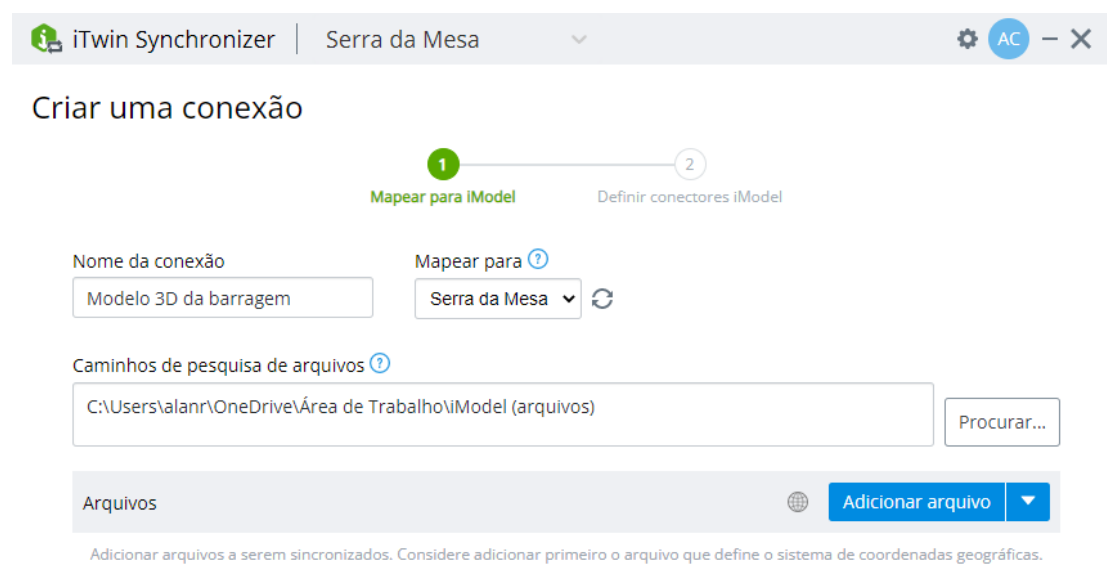 iTwin Synchronizer | Serra da Mesa AC
Criar uma conexão
1 2
Mapear para iModel Definir conectores iModel
Nome da conexão Mapear para ?
Modelo 3D da barragem Serra da Mesa
Caminhos de pesquisa de arquivos ?
C:\Users\alanr\OneDrive\Área de Trabalho\iModel (arquivos)
Procurar...
Arquivos Adicionar arquivo
Adicionar arquivos a serem sincronizados. Considere adicionar primeiro o arquivo que define o sistema de coordenadas geográficas.